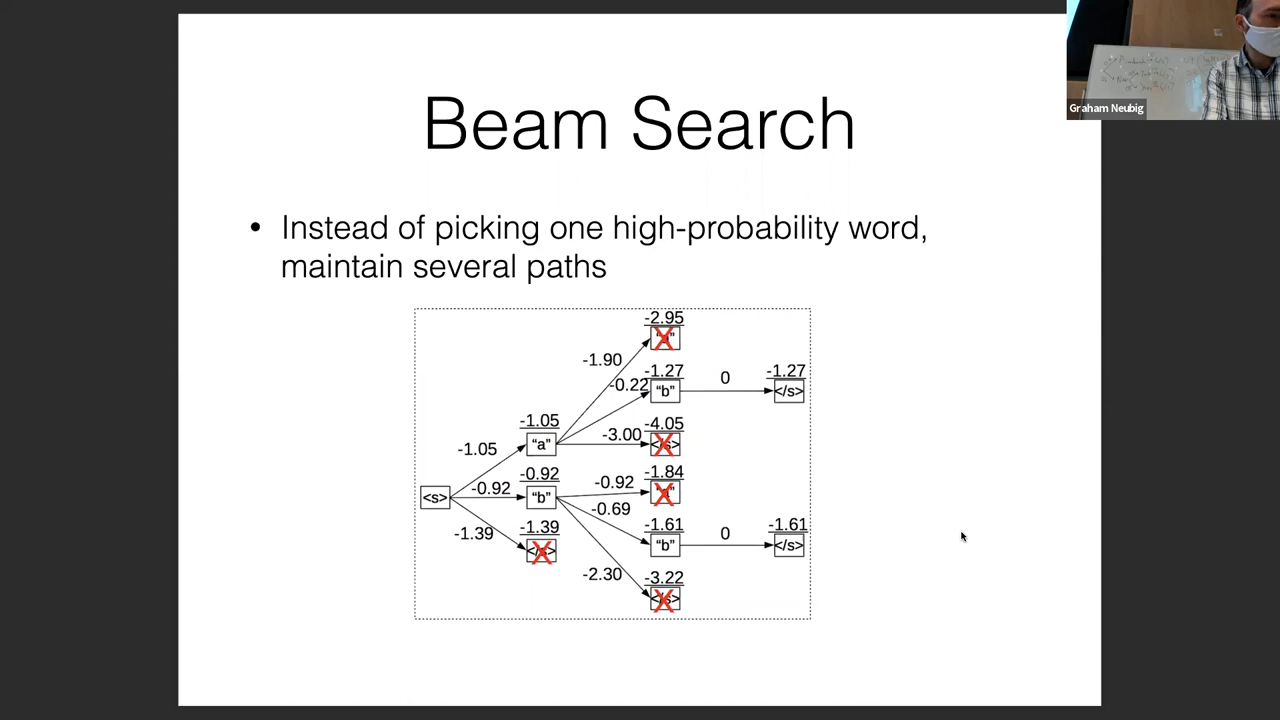 Graham Neubig
Beam Search
• Instead of picking one high-probability word,
maintain several paths
-2.95
-1.90
-1.27
-0.22
"b"
0
-1.27
</s>
-1.05
"a"
-4.05
-3.00
-1.05
-1.84
-0.92
<s>
-0.92
-0.92
"b"
-0.69
-1.61
"b"
0
-1.61
</s>
-1.39
-1.39
-2.30
-3.22